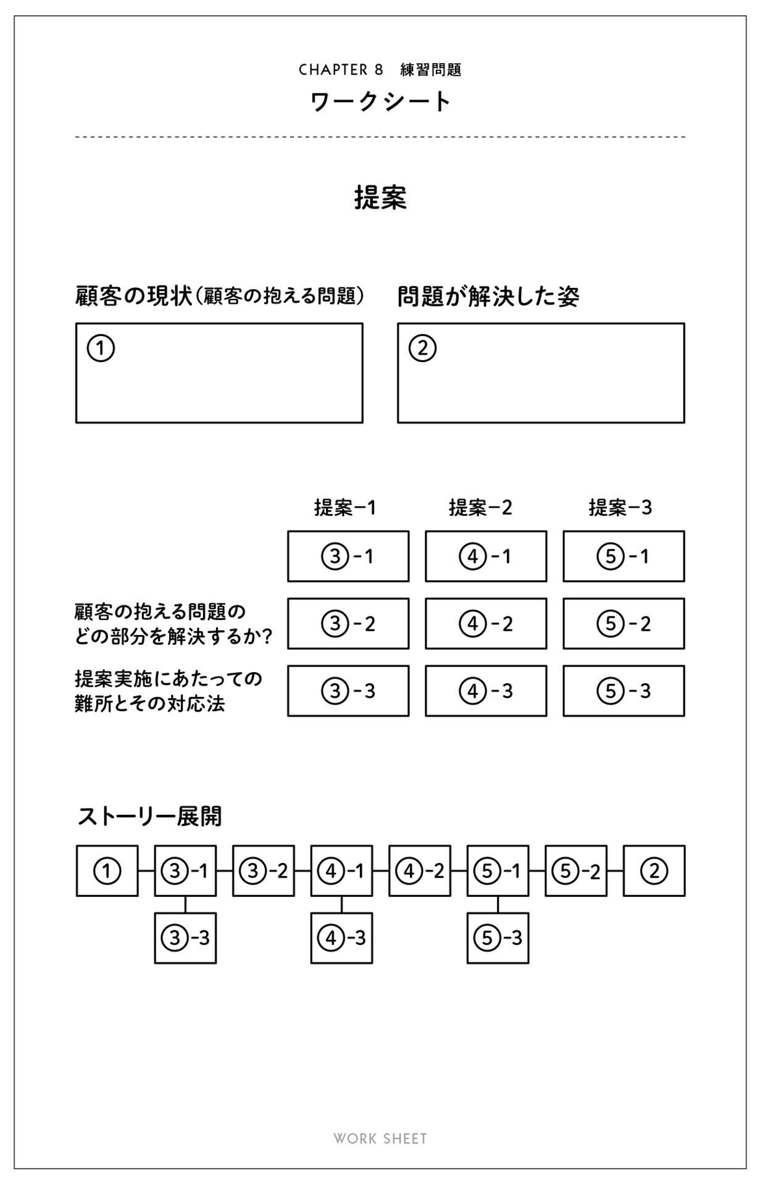 CHAPTER 8　練習問題
ワークシート
提案
顧客の現状（顧客の抱える問題）
①
問題が解決した姿
②
提案−1 提案−2 提案−3
③-1 ④-1 ⑤-1
顧客の抱える問題の
どの部分を解決するか？
③-2 ④-2 ⑤-2
提案実施にあたっての
難所とその対応法
③-3 ④-3 ⑤-3
ストーリー展開
① ③-1 ③-2 ④-1 ④-2 ⑤-1 ⑤-2 ②
③-3 ④-3 ⑤-3
WORK SHEET